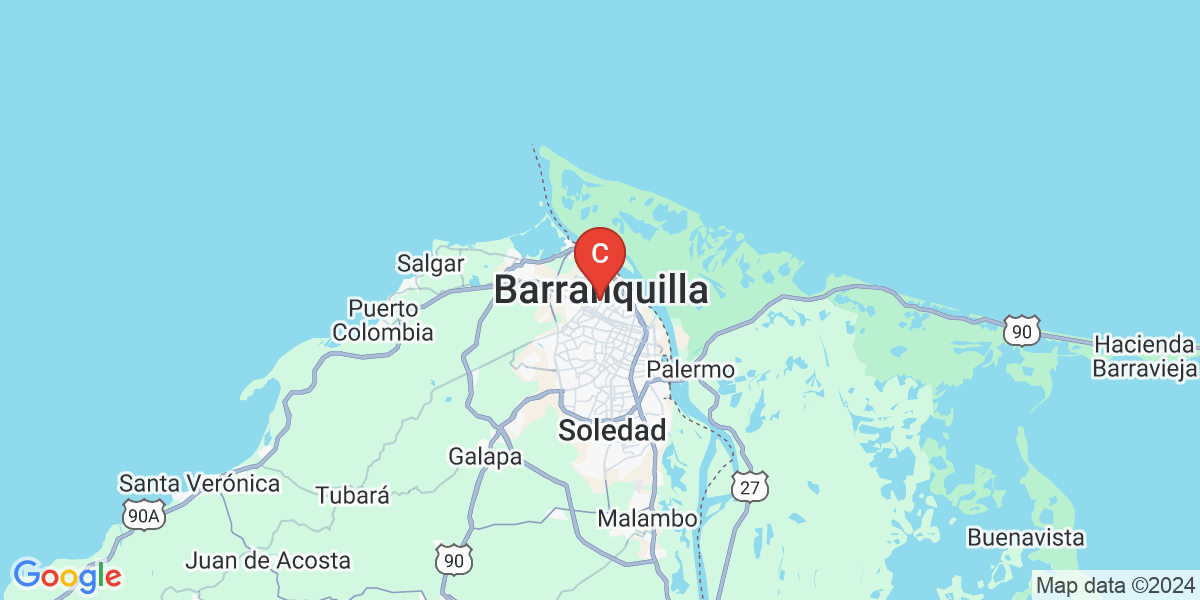 C
Barranquilla
Salgar
Puerto
Colombia
90
Hacienda
Barravieja
Palermo
Soledad
Galapa
Santa Verónica
Tubará
27
90A
Malambo
Buenavista
Juan de Acosta
90
Google
Map data ©2024